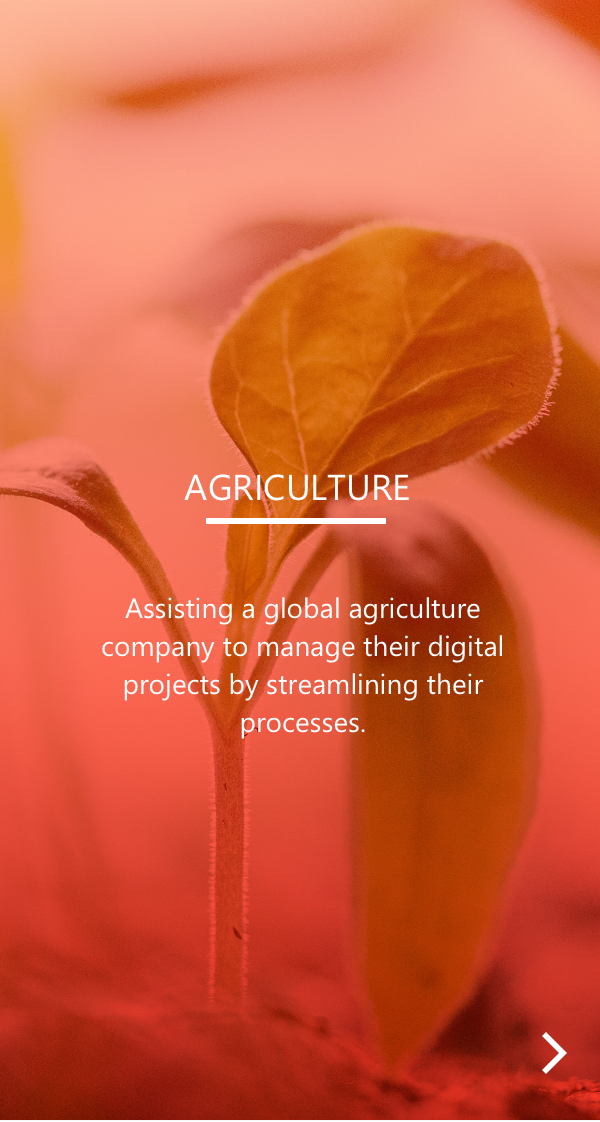 AGRICULTURE
Assisting a global agriculture
company to manage their digital
projects by streamlining their
processes.